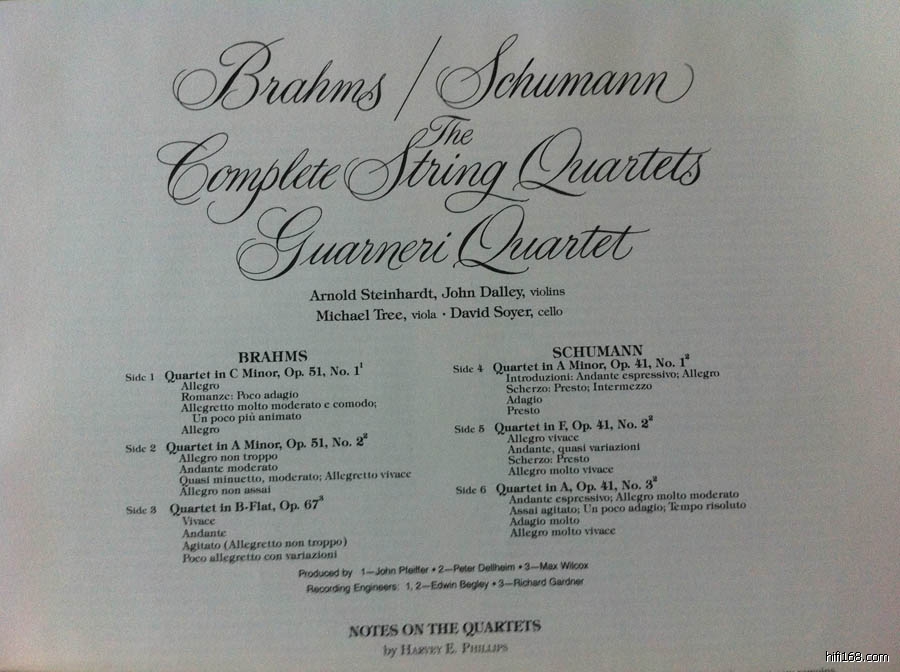 Brahms / Schumann
The
Complete String Quartets
Guarneri Quartet
Arnold Steinhardt, John Dalley, violins
Michael Tree, viola · David Soyer, cello
BRAHMS
Side 1 Quartet in C Minor, Op. 51, No. 1¹
Allegro
Romanze: Poco adagio
Allegretto molto moderato e comodo;
Un poco più animato
Allegro
Side 2 Quartet in A Minor, Op. 51, No. 2²
Allegro non troppo
Andante moderato
Quasi minuetto, moderato; Allegretto vivace
Allegro non assai
Side 3 Quartet in B-Flat, Op. 67³
Vivace
Andante
Agitato (Allegretto non troppo)
Poco allegretto con variazioni
SCHUMANN
Side 4 Quartet in A Minor, Op. 41, No. 1²
Introduzioni: Andante espressivo; Allegro
Scherzo: Presto; Intermezzo
Adagio
Presto
Side 5 Quartet in F, Op. 41, No. 2²
Allegro vivace
Andante, quasi variazioni
Scherzo: Presto
Allegro molto vivace
Side 6 Quartet in A, Op. 41, No. 3²
Andante espressivo; Allegro molto moderato
Assai agitato; Un poco adagio; Tempo risoluto
Adagio molto
Allegro molto vivace
Produced by 1—John Pfeiffer • 2—Peter Dellheim • 3—Max Wilcox
Recording Engineers: 1, 2—Edwin Begley • 3—Richard Gardner
NOTES ON THE QUARTETS
by HARVEY E. PHILLIPS
hifi168.com